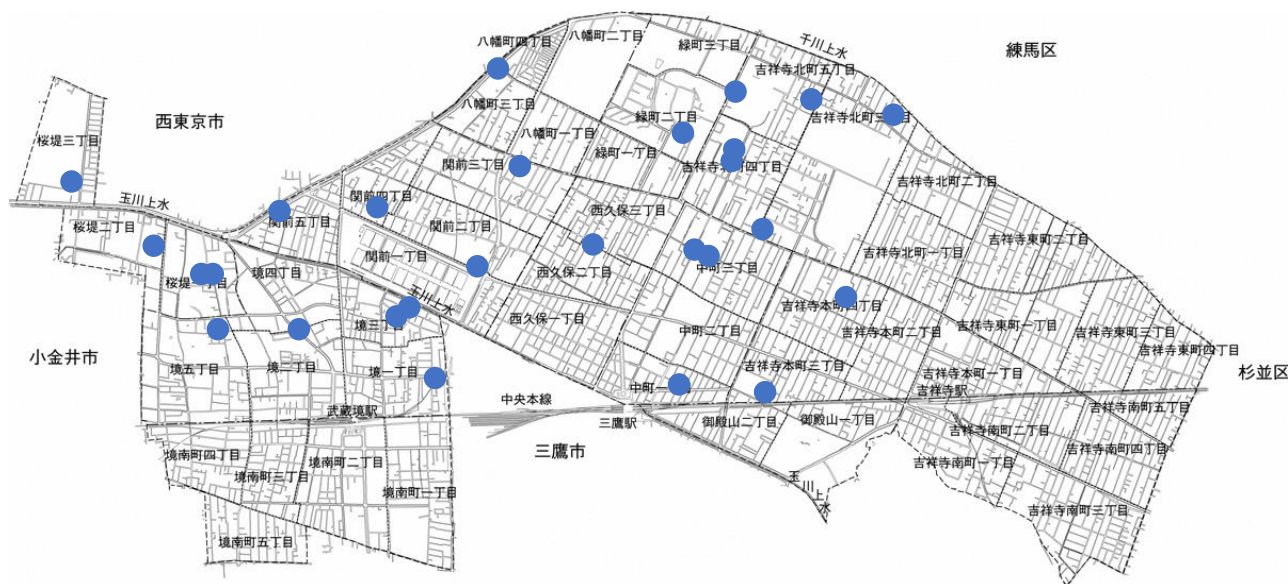 八幡町四丁目
八幡町二丁目
緑町三丁目
千川上水
練馬区
吉祥寺北町五丁目
八幡町三丁目
西東京市
緑町二丁目
吉祥寺北町三丁目
桜堤三丁目
八幡町一丁目
緑町一丁目
関前三丁目
吉祥寺北町四丁目
吉祥寺北町二丁目
玉川上水
関前四丁目
西久保三丁目
桜堤二丁目
関前五丁目
関前二丁目
吉祥寺東町二丁目
吉祥寺北町一丁目
関前一丁目
中町三丁目
境四丁目
西久保二丁目
桜堤一丁目
玉川上水
吉祥寺本町四丁目
西久保一丁目
境三丁目
中町二丁目
吉祥寺本町二丁目
吉祥寺東町一丁目
吉祥寺東町三丁目
小金井市
吉祥寺東町四丁目
境五丁目
境二丁目
境一丁目
吉祥寺本町三丁目
吉祥寺本町一丁目
杉並区
中町一丁目
吉祥寺駅
中央本線
武蔵境駅
三鷹駅
御殿山二丁目
御殿山一丁目
吉祥寺南町五丁目
吉祥寺南町二丁目
三鷹市
吉祥寺南町四丁目
境南町四丁目
境南町三丁目
境南町二丁目
吉祥寺南町一丁目
境南町一丁目
玉川上水
吉祥寺南町三丁目
境南町五丁目